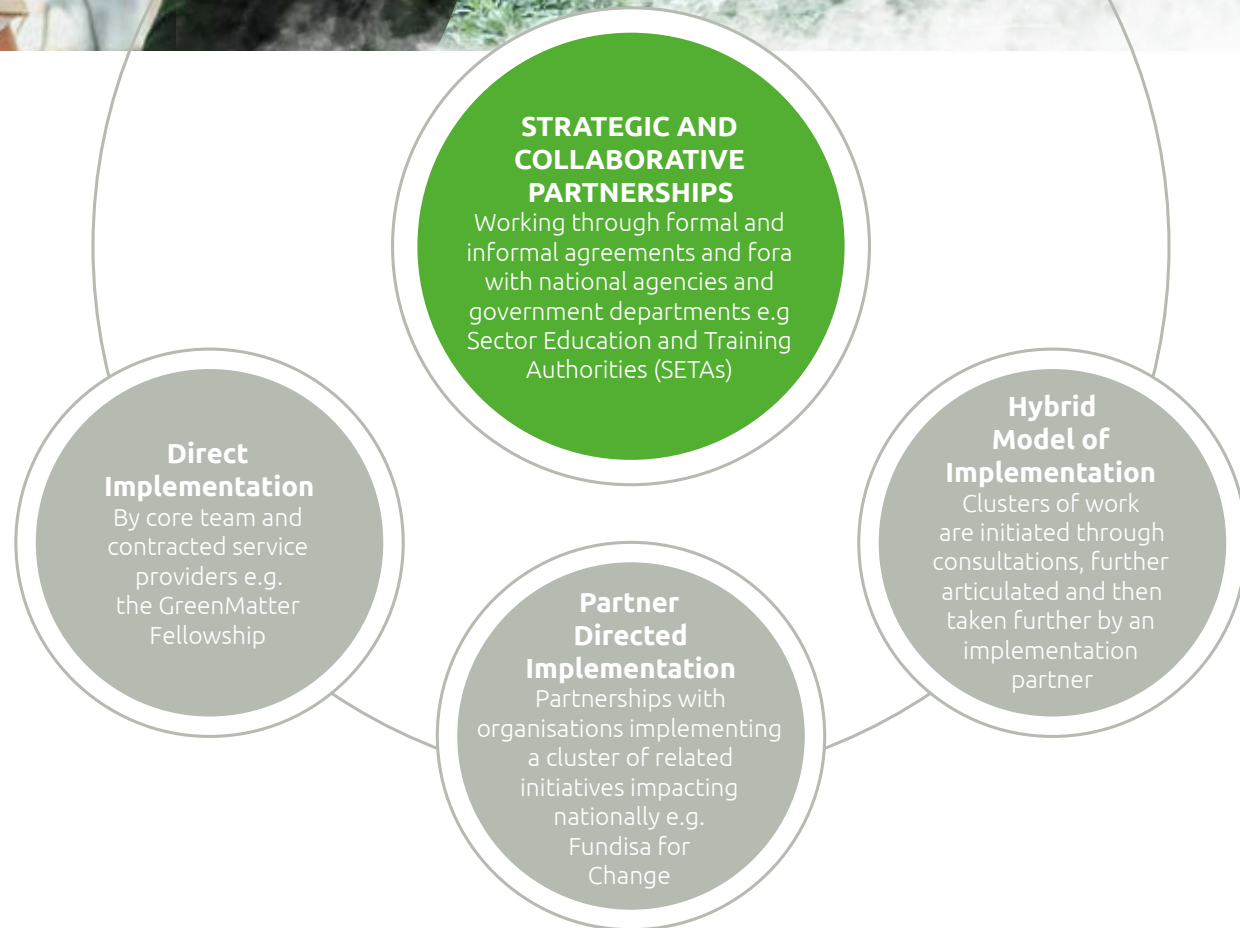 STRATEGIC AND
COLLABORATIVE
PARTNERSHIPS
Working through formal and
informal agreements and fora
with national agencies and
government departments e.g
Sector Education and Training
Authorities (SETAs)
Direct
Implementation
By core team and
contracted service
providers e.g.
the GreenMatter
Fellowship
Partner
Directed
Implementation
Partnerships with
organisations implementing
a cluster of related
initiatives impacting
nationally e.g.
Fundisa for
Change
Hybrid
Model of
Implementation
Clusters of work
are initiated through
consultations, further
articulated and then
taken further by an
implementation
partner